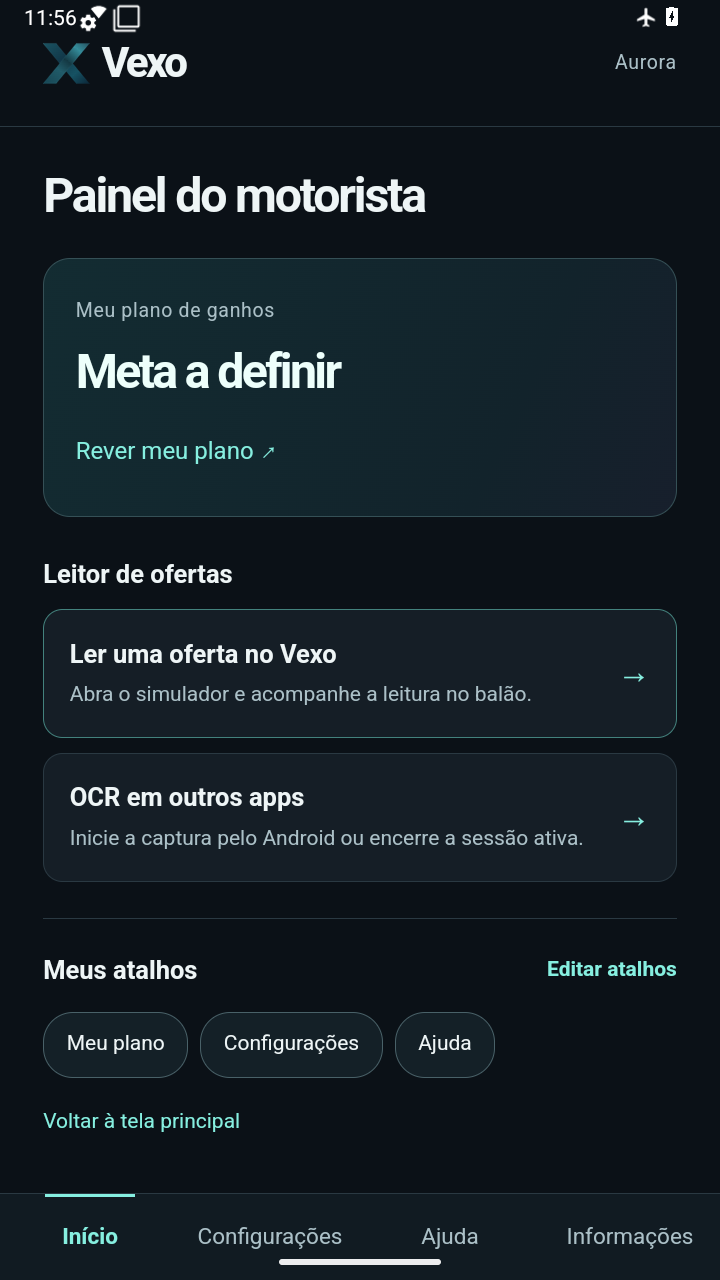 11:56
Vexo
Aurora
Painel do motorista
Meu plano de ganhos
Meta a definir
Rever meu plano ↗
Leitor de ofertas
Ler uma oferta no Vexo
Abra o simulador e acompanhe a leitura no balão.
→
OCR em outros apps
Inicie a captura pelo Android ou encerre a sessão ativa.
→
Meus atalhos
Editar atalhos
Meu plano
Configurações
Ajuda
Voltar à tela principal
Início
Configurações
Ajuda
Informações